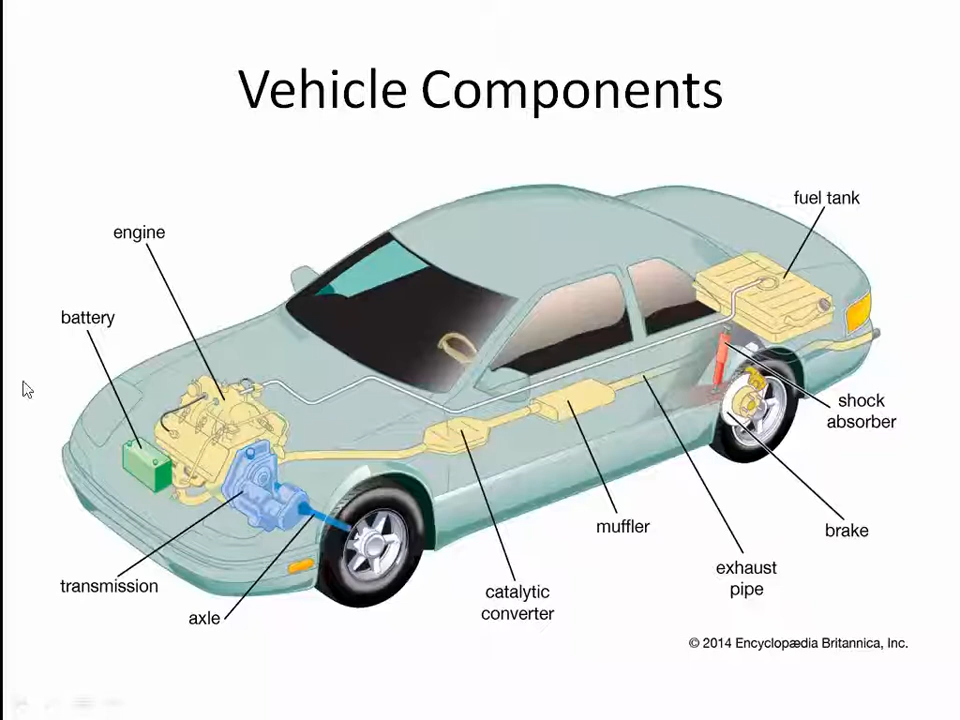 Vehicle Components
fuel tank
engine
battery
shock
absorber
muffler
brake
exhaust
pipe
transmission
catalytic
converter
axle
© 2014 Encyclopædia Britannica, Inc.